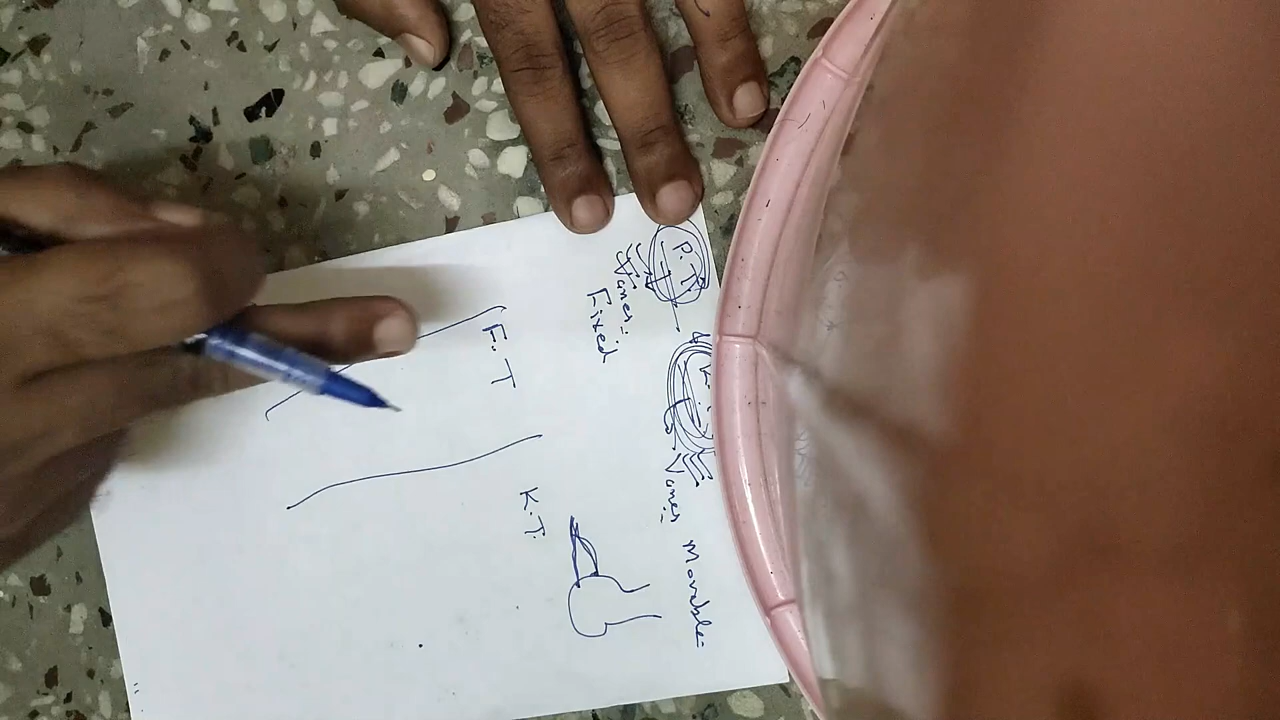 P.T.
Vanes :-
Fixed
K.T.
Vanes Movable :-
F.T
K.T.